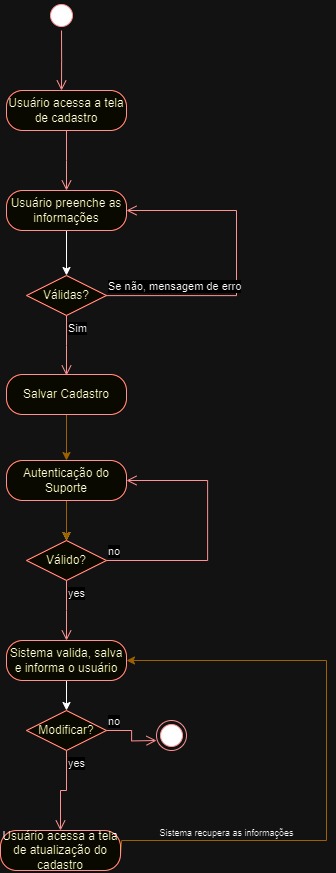 Usuário acessa a tela
de cadastro
Usuário preenche as
informações
Válidas?
Se não, mensagem de erro
Sim
Salvar Cadastro
Autenticação do
Suporte
Válido?
no
yes
Sistema valida, salva
e informa o usuário
Modificar?
no
yes
Usuário acessa a tela
de atualização do
cadastro
Sistema recupera as informações